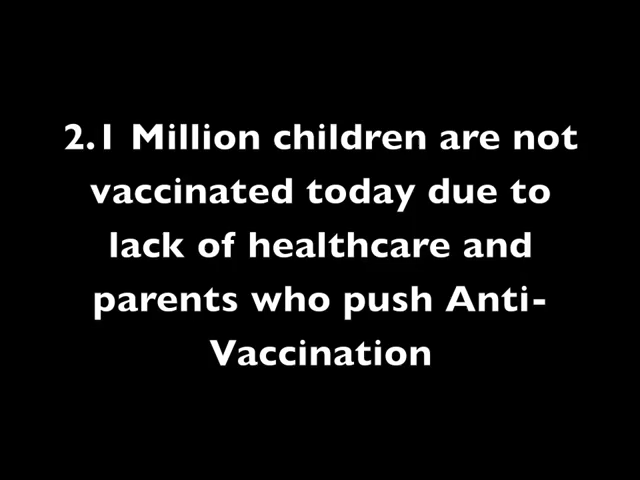 2.1 Million children are not
vaccinated today due to
lack of healthcare and
parents who push Anti-
Vaccination